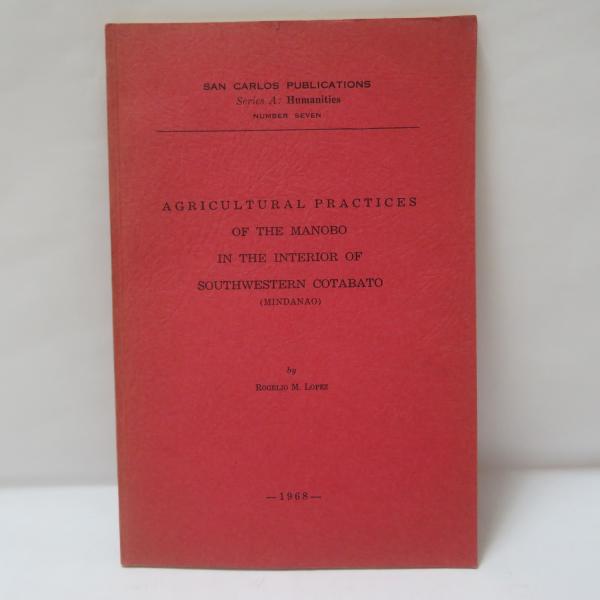 SAN CARLOS PUBLICATIONS
Series A: Humanities
NUMBER SEVEN
AGRICULTURAL PRACTICES
OF THE MANOBO
IN THE INTERIOR OF
SOUTHWESTERN COTABATO
(MINDANAO)
by
ROGELIO M. LOPEZ
—1968—